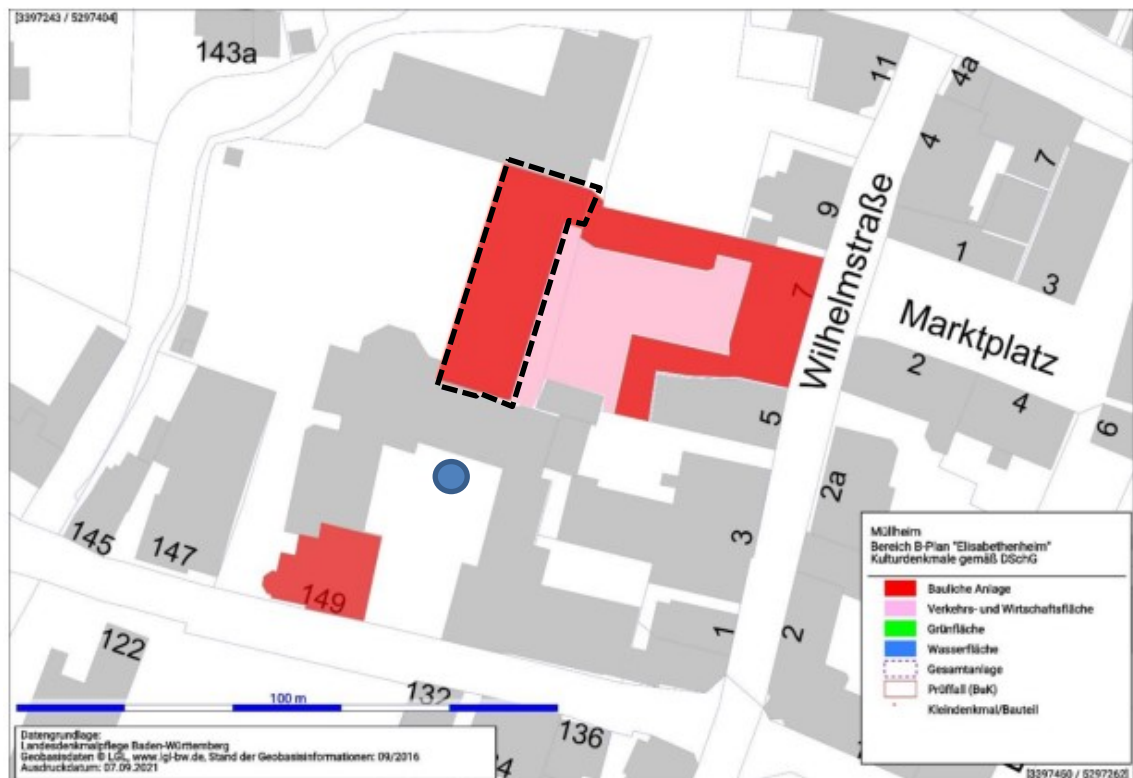 [3397243 / 5297404]
143a
11
4a
4
7
9
1
3
7
Wilhelmstraße
Marktplatz
2
4
6
5
2a
3
145
147
149
1
2
122
132
136
100 m
Müllheim
Bereich B-Plan "Elisabethenheim"
Kulturdenkmale gemäß DSchG
Bauliche Anlage
Verkehrs- und Wirtschaftsfläche
Grünfläche
Wasserfläche
Gesamtanlage
Prüffall (BaK)
Kleindenkmal/Bauteil
Datengrundlage:
Landesdenkmalpflege Baden-Württemberg
Geobasisdaten © LGL, www.lgl-bw.de, Stand der Geobasisinformationen: 09/2016
Ausdruckdatum: 07.09.2021
[3397460 / 5297262]